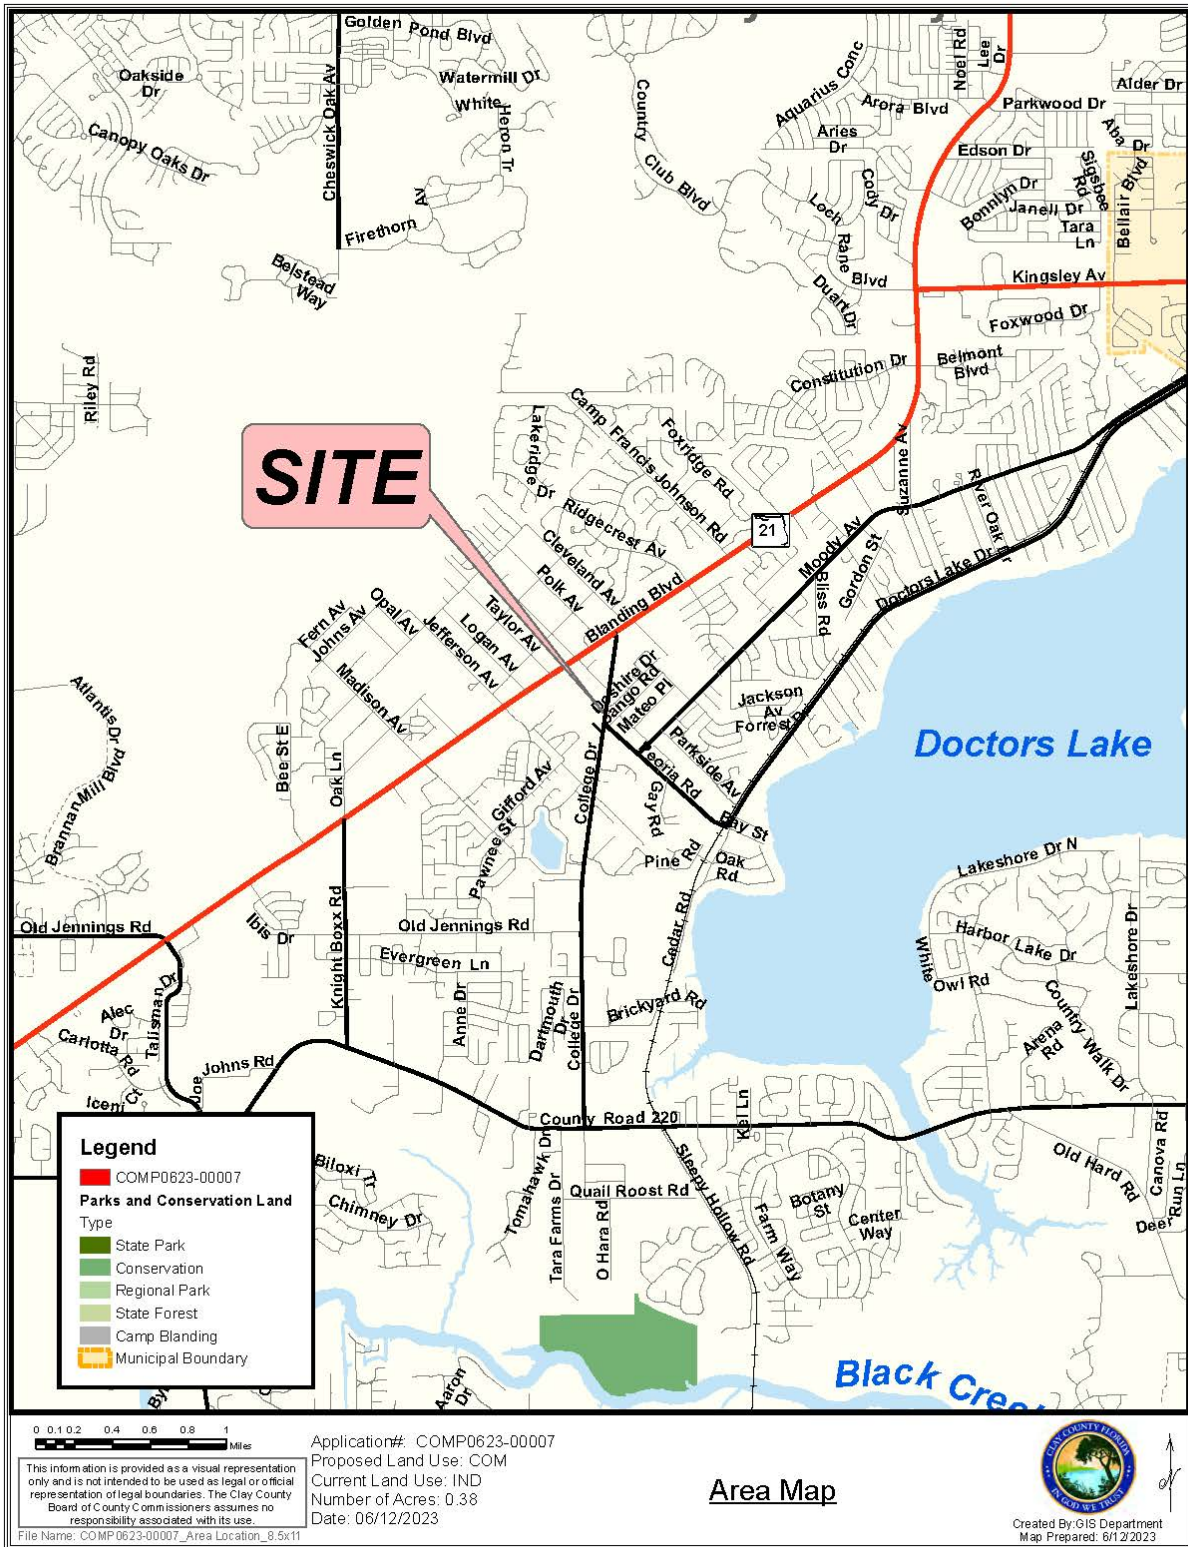 Golden Pond Blvd
Oakside
Dr
Canopy Oaks Dr
Cheswick Oak Av
Watermill Dr
White
Heron Tr
Firethorn
Av
Belstead
Way
Country
Club Blvd
Aquarius Conc
Arora Blvd
Aries
Dr
Cody Dr
Loch
Rane
Blvd
Duart Dr
Noel Rd
Lee
Dr
Parkwood Dr
Alder Dr
Aba Dr
Edson Dr
Sigsbee
Rd
Bonnlyn Dr
Janell Dr
Tara
Ln
Bellair Blvd
Kingsley Av
Foxwood Dr
Belmont
Blvd
Constitution Dr
Riley Rd
SITE
Camp Francis Johnson Rd
Foxridge Rd
Lakeridge
Dr
Ridgecrest Av
Cleveland Av
Polk Av
21
Suzanne Av
River Oak Dr
Moody Av
Gordon St
Bliss Rd
Doctors Lake Dr
Blanding Blvd
Taylor Av
Logan Av
Jefferson Av
Opal Av
Fern Av
Johns Av
Madison Av
Mateo Pl
Jackson
Av
Forrest Dr
Parkside Av
Peoria Rd
Gay Rd
College Dr
Gifford Av
Pawnee St
Bay St
Pine Rd
Oak
Rd
Doctors Lake
Atlantis Dr
Brannan Mill Blvd
Bee St E
Oak Ln
Old Jennings Rd
Ibis Dr
Knight Boxx Rd
Old Jennings Rd
Evergreen Ln
Anne Dr
Dartmouth
Dr
College Dr
Brickyard Rd
Cedar Rd
Lakeshore Dr N
Harbor Lake Dr
Lakeshore Dr
White
Owl Rd
Country Walk Dr
Arena
Rd
Alec
Dr
Talisman Dr
Carlotta Rd
Iceni Ct
Joe
Johns Rd
County Road 220
Kel Ln
Tomahawk Dr
Tara Farms Dr
Quail Roost Rd
O Hara Rd
Sleepy Hollow Rd
Farm Way
Botany
St
Center
Way
Old Hard Rd
Canova Rd
Deer
Run Ln
Biloxi Tr
Chimney Dr
Aaron
Dr
Black Creek
Legend
COMP0623-00007
Parks and Conservation Land
Type
State Park
Conservation
Regional Park
State Forest
Camp Blanding
Municipal Boundary
0 0.1 0.2 0.4 0.6 0.8 1
Miles
This information is provided as a visual representation
only and is not intended to be used as legal or official
representation of legal boundaries. The Clay County
Board of County Commissioners assumes no
responsibility associated with its use.
File Name: COMP0623-00007_Area Location_8.5x11
Application#: COMP0623-00007
Proposed Land Use: COM
Current Land Use: IND
Number of Acres: 0.38
Date: 06/12/2023
Area Map
CLAY COUNTY FLORIDA
IN GOD WE TRUST
N
Created By:GIS Department
Map Prepared: 6/12/2023